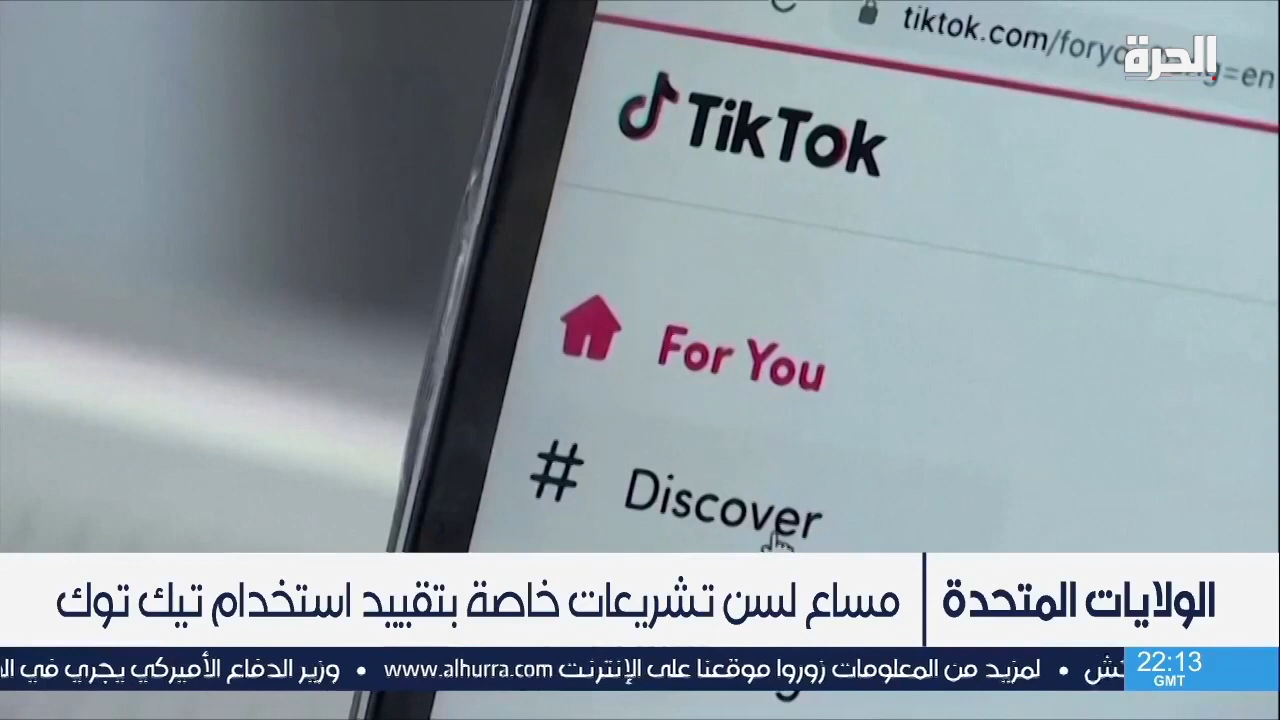 tiktok.com/foryo
الحرة
TikTok
For You
# Discover
الولايات المتحدة
مساع لسن تشريعات خاصة بتقييد استخدام تيك توك
لمزيد من المعلومات زوروا موقعنا على الإنترنت www.alhurra.com • وزير الدفاع الأميركي يجري في
22:13
GMT